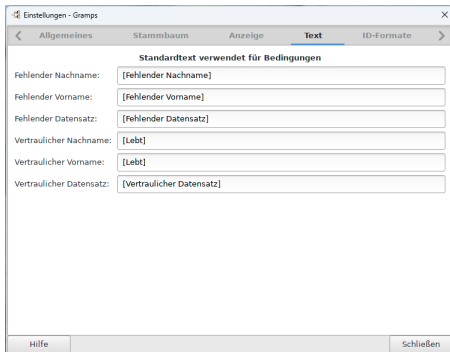 Einstellungen - Gramps
Allgemeines Stammbaum Anzeige Text ID-Formate
Standardtext verwendet für Bedingungen
Fehlender Nachname: [Fehlender Nachname]
Fehlender Vorname: [Fehlender Vorname]
Fehlender Datensatz: [Fehlender Datensatz]
Vertraulicher Nachname: [Lebt]
Vertraulicher Vorname: [Lebt]
Vertraulicher Datensatz: [Vertraulicher Datensatz]
Hilfe Schließen